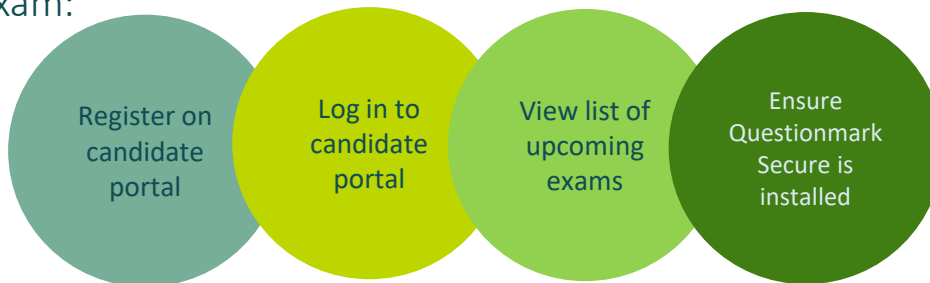 xam:
Register on
candidate
portal
Log in to
candidate
portal
View list of
upcoming
exams
Ensure
Questionmark
Secure is
installed